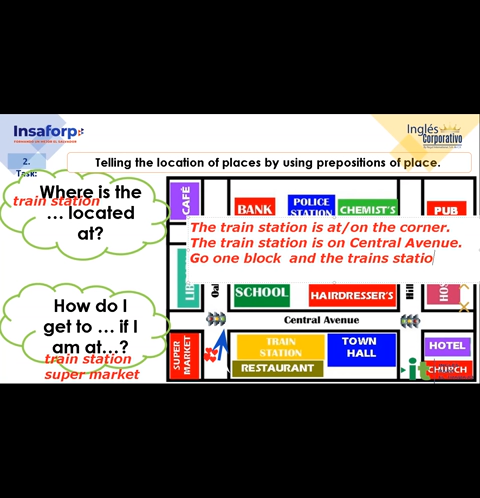 Insaforp
Inglés
Corporativo
2.
Task:
Telling the location of places by using prepositions of place.
Where is the
train station
... located
at?
How do I
get to ... if I
am at...?
train station
super market
CAFÉ
BANK
POLICE
STATION
CHEMIST'S
PUB
The train station is at/on the corner.
The train station is on Central Avenue.
Go one block and the trains statio
SCHOOL
HAIRDRESSER'S
Central Avenue
SUPER
MARKET
TRAIN
STATION
TOWN
HALL
HOTEL
RESTAURANT
CHURCH
it